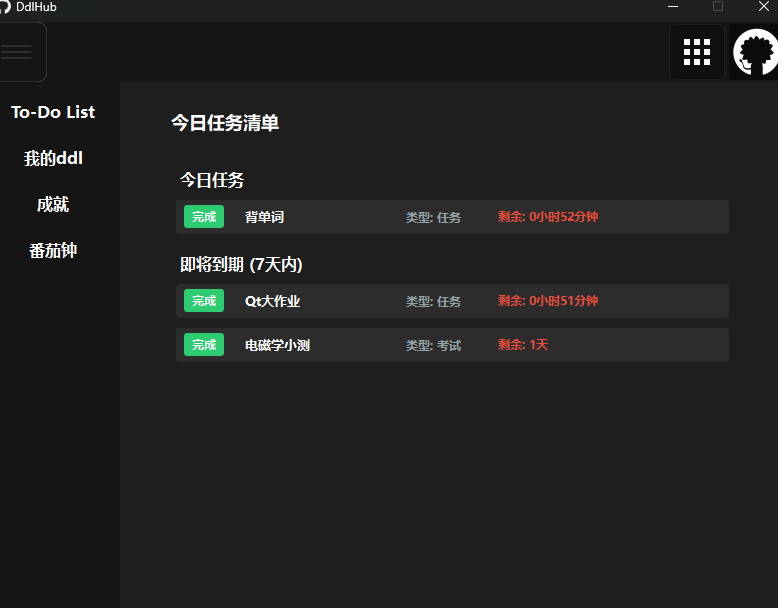 DdlHub
To-Do List
我的ddl
成就
番茄钟
今日任务清单
今日任务
完成 背单词 类型: 任务 剩余: 0小时52分钟
即将到期 (7天内)
完成 Qt大作业 类型: 任务 剩余: 0小时51分钟
完成 电磁学小测 类型: 考试 剩余: 1天